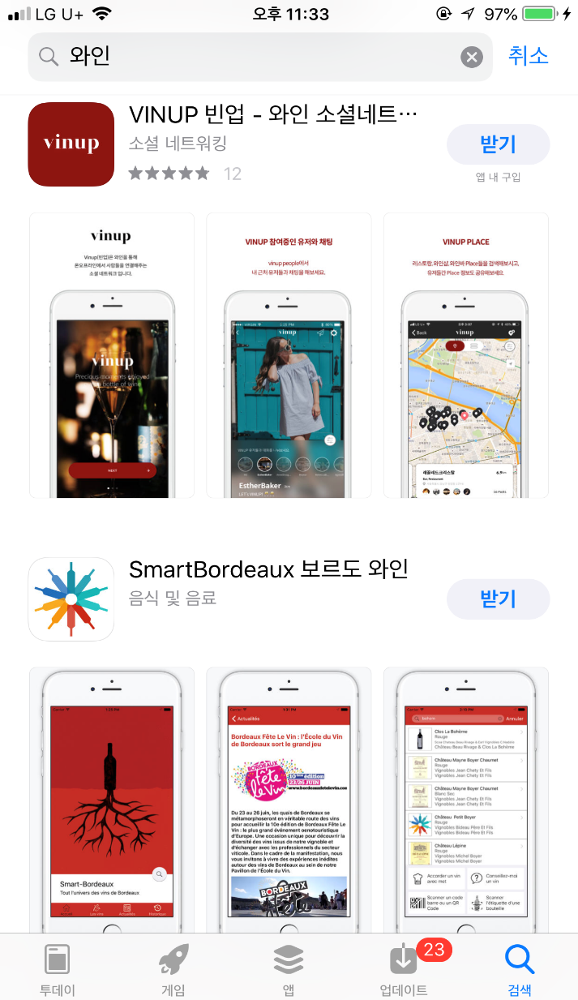 LG U+ 오후 11:33 97%
와인 취소
vinup
VINUP 빈업 - 와인 소셜네트…
소셜 네트워킹
12
받기
앱 내 구입
vinup
Vinup(빈업)은 와인을 통해
온오프라인에서 사람들을 연결해주는
소셜 네트워크 입니다.
vinup
Precious moments enjoyed
bottle of wine
NEXT
VINUP 참여중인 유저와 채팅
vinup people에서
내 근처 유저들과 채팅을 해보세요.
vinup
EstherBaker
LET'S VINUP!
VINUP PLACE
레스토랑, 와인샵, 와인바 Place들을 검색해보시고,
유저들간 Place 정보도 공유해보세요.
Back vinup
SmartBordeaux 보르도 와인
음식 및 음료
받기
1:25 PM
Smart-Bordeaux
Tout l'univers des vins de Bordeaux
Accueil Les vins Actualités Historique
1:31 PM
Actualités
Bordeaux Fête Le Vin : l'École du Vin
de Bordeaux sort le grand jeu
BORDEAUX
fête
le Vin
10ème édition
23/26 JUIN
www.bordeauxfetelevin.com
Du 23 au 26 juin, les quais de Bordeaux se
métamorphoseront en véritable route des vins
pour accueillir la 10e édition de Bordeaux Fête Le
Vin : le plus grand événement oenotouristique
d'Europe. Une occasion unique pour découvrir la
diversité des vins issus de notre vignoble et
d'échanger avec les professionnels du secteur
viticole. Dans le cadre de la manifestation, nous
vous invitons à vivre des expériences inédites
autour des vins de Bordeaux au sein de notre
Pavillon de l'École du Vin.
BORDEAUX
fête
Annuler
Clos La Bohème
Rouge
Château Beau Rivage
Château Mayne Boyer Chaumet
Rouge
Vignobles Jean Chety Et Fils
Château Mayne Boyer Chaumet
Blanc Sec
Vignobles Jean Chety Et Fils
Château Petit Boyer
Rouge
Vignobles Bideau Père Et Fils
Château Lépine
Rouge
Vignobles Michel Boyer
Accorder un vin
avec met
Conseillez-moi
un vin
Scanner un code
barre ou un QR
Code
Scanner
l'étiquette d'une
bouteille
23
투데이 게임 앱 업데이트 검색